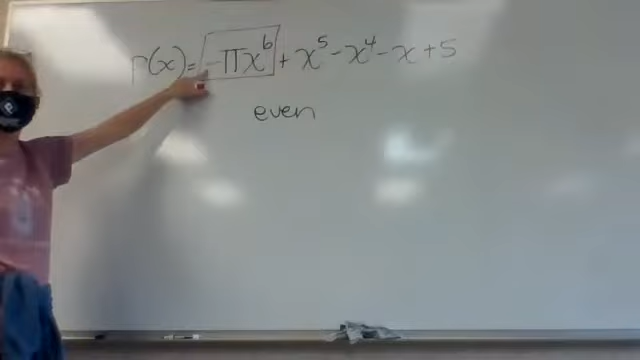 r(x) = -πx⁶ + x⁵ - x⁴ - x + 5
even